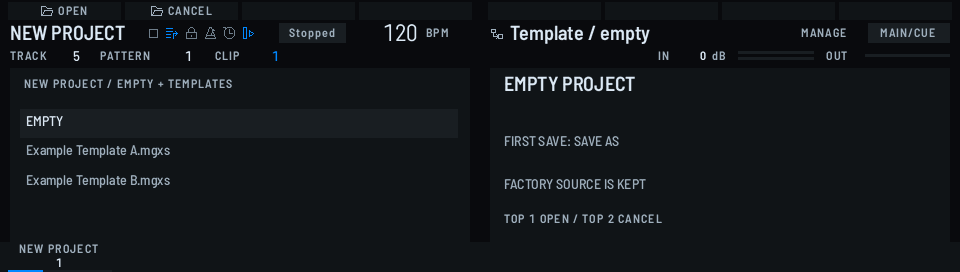 OPEN
CANCEL
NEW PROJECT
Stopped
120 BPM
Template / empty
MANAGE
MAIN/CUE
TRACK 5 PATTERN 1 CLIP 1
IN 0 dB
OUT
NEW PROJECT / EMPTY + TEMPLATES
EMPTY
Example Template A.mgxs
Example Template B.mgxs
EMPTY PROJECT
FIRST SAVE: SAVE AS
FACTORY SOURCE IS KEPT
TOP 1 OPEN / TOP 2 CANCEL
NEW PROJECT
1